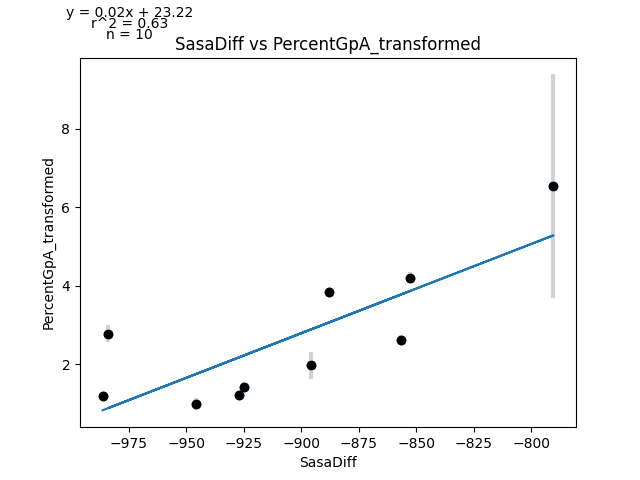 y = 0.02x + 23.22
r^2 = 0.63
n = 10
SasaDiff vs PercentGpA_transformed
PercentGpA_transformed
8
6
4
2
−975 −950 −925 −900 −875 −850 −825 −800
SasaDiff